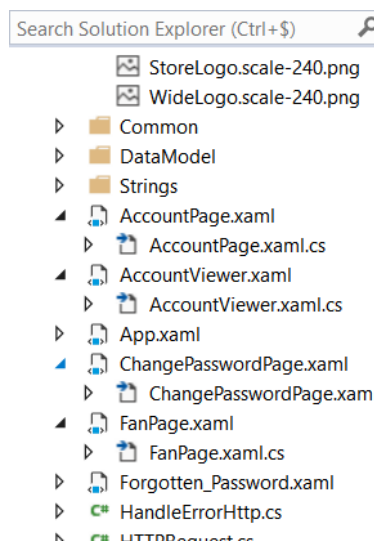 Search Solution Explorer (Ctrl+$)
StoreLogo.scale-240.png
WideLogo.scale-240.png
Common
DataModel
Strings
AccountPage.xaml
AccountPage.xaml.cs
AccountViewer.xaml
AccountViewer.xaml.cs
App.xaml
ChangePasswordPage.xaml
ChangePasswordPage.xam
FanPage.xaml
FanPage.xaml.cs
Forgotten_Password.xaml
C# HandleErrorHttp.cs
C# HTTPRequest.cs